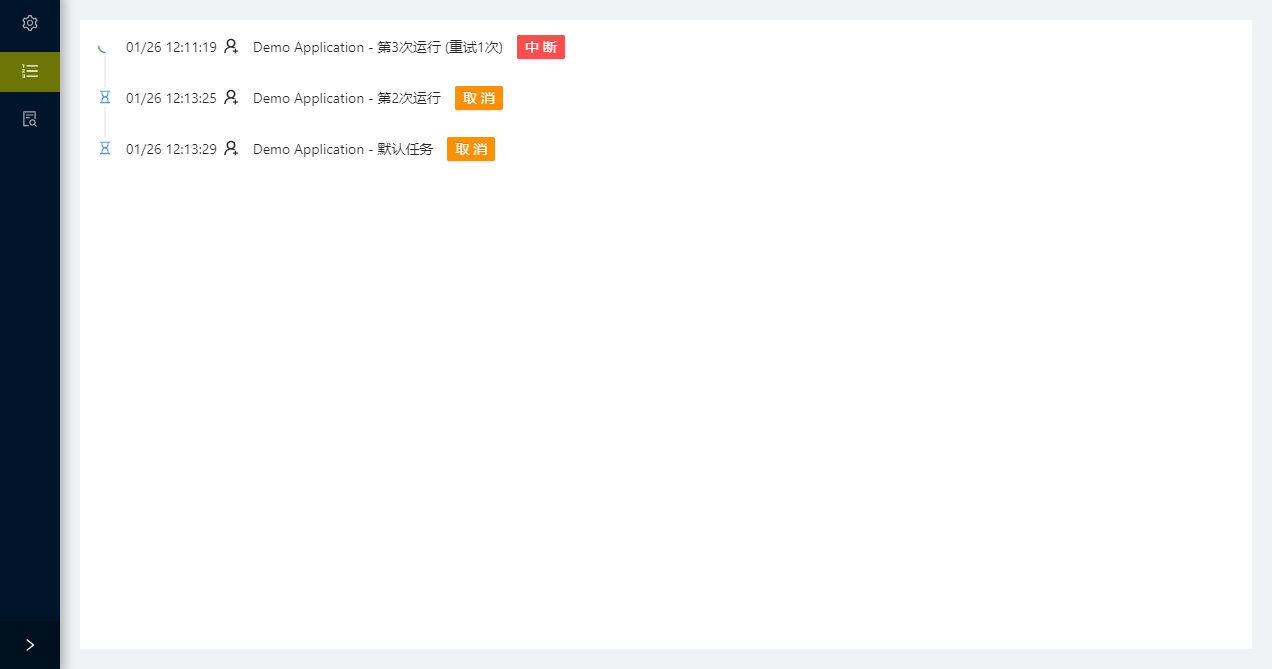 01/26 12:11:19 Demo Application - 第3次运行 (重试1次) 中断
01/26 12:13:25 Demo Application - 第2次运行 取消
01/26 12:13:29 Demo Application - 默认任务 取消